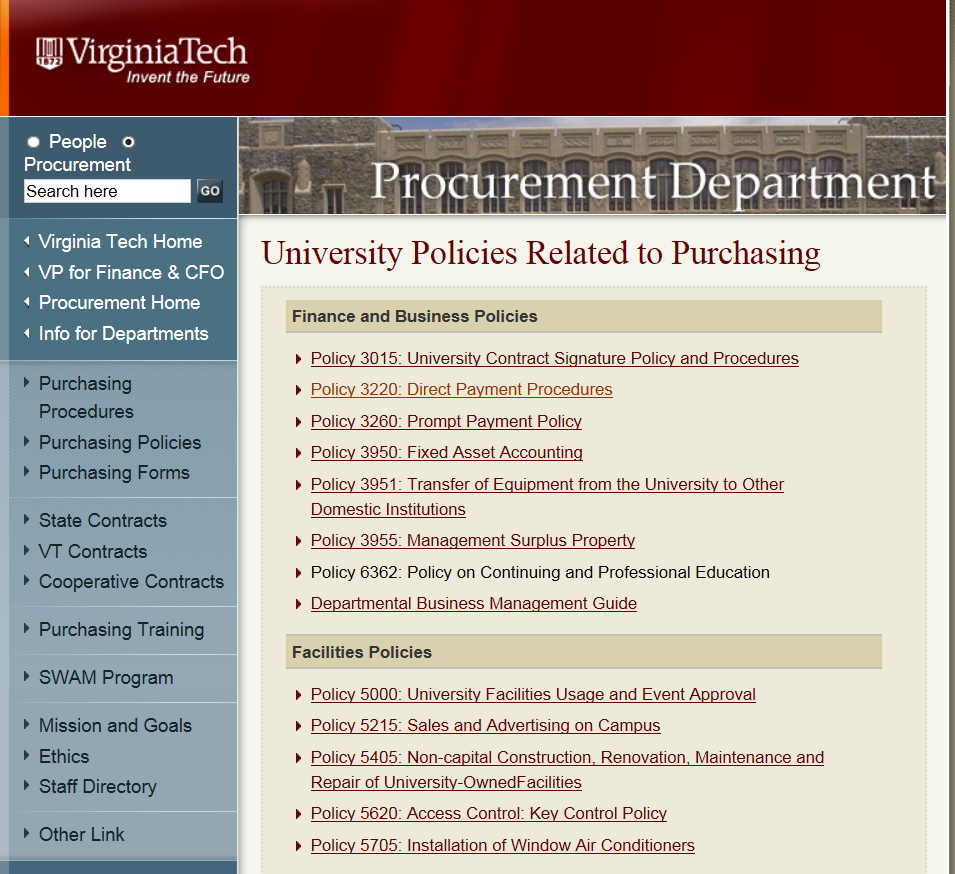 VirginiaTech
Invent the Future
1872
People
Procurement
Search here
GO
Virginia Tech Home
VP for Finance & CFO
Procurement Home
Info for Departments
Purchasing
Procedures
Purchasing Policies
Purchasing Forms
State Contracts
VT Contracts
Cooperative Contracts
Purchasing Training
SWAM Program
Mission and Goals
Ethics
Staff Directory
Other Link
Procurement Department
University Policies Related to Purchasing
Finance and Business Policies
Policy 3015: University Contract Signature Policy and Procedures
Policy 3220: Direct Payment Procedures
Policy 3260: Prompt Payment Policy
Policy 3950: Fixed Asset Accounting
Policy 3951: Transfer of Equipment from the University to Other
Domestic Institutions
Policy 3955: Management Surplus Property
Policy 6362: Policy on Continuing and Professional Education
Departmental Business Management Guide
Facilities Policies
Policy 5000: University Facilities Usage and Event Approval
Policy 5215: Sales and Advertising on Campus
Policy 5405: Non-capital Construction, Renovation, Maintenance and
Repair of University-OwnedFacilities
Policy 5620: Access Control: Key Control Policy
Policy 5705: Installation of Window Air Conditioners